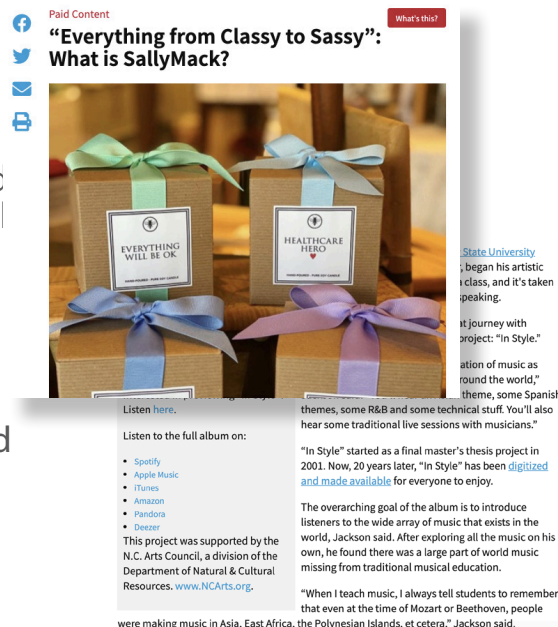 Paid Content
What's this?
“Everything from Classy to Sassy”:
What is SallyMack?
EVERYTHING
WILL BE OK
HAND POURED · PURE SOY CANDLE
HEALTHCARE
HERO
HAND POURED · PURE SOY CANDLE
State University
, began his artistic
class, and it's taken
speaking.
at journey with
project: “In Style.”
ation of music as
round the world,”
theme, some Spanish
themes, some R&B and some technical stuff. You’ll also
hear some traditional live sessions with musicians.”
“In Style” started as a final master’s thesis project in
2001. Now, 20 years later, “In Style” has been digitized
and made available for everyone to enjoy.
The overarching goal of the album is to introduce
listeners to the wide array of music that exists in the
world, Jackson said. After exploring all the music on his
own, he found there was a large part of world music
missing from traditional musical education.
“When I teach music, I always tell students to remember
that even at the time of Mozart or Beethoven, people
were making music in Asia, East Africa, the Polynesian Islands, et cetera,” Jackson said.
Listen here.
Listen to the full album on:
Spotify
Apple Music
iTunes
Amazon
Pandora
Deezer
This project was supported by the
N.C. Arts Council, a division of the
Department of Natural & Cultural
Resources. www.NCArts.org.